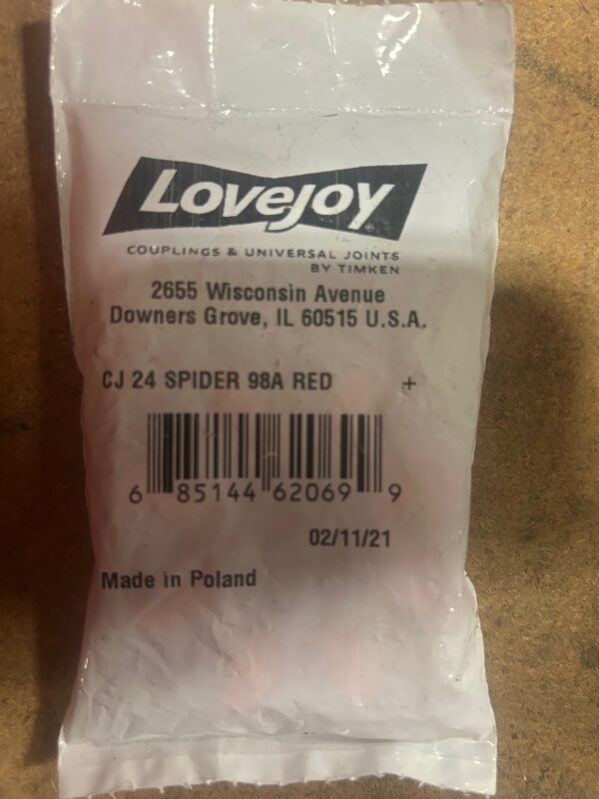 Lovejoy®
COUPLINGS & UNIVERSAL JOINTS
BY TIMKEN
2655 Wisconsin Avenue
Downers Grove, IL 60515 U.S.A.
CJ 24 SPIDER 98A RED +
6 85144 62069 9
02/11/21
Made in Poland